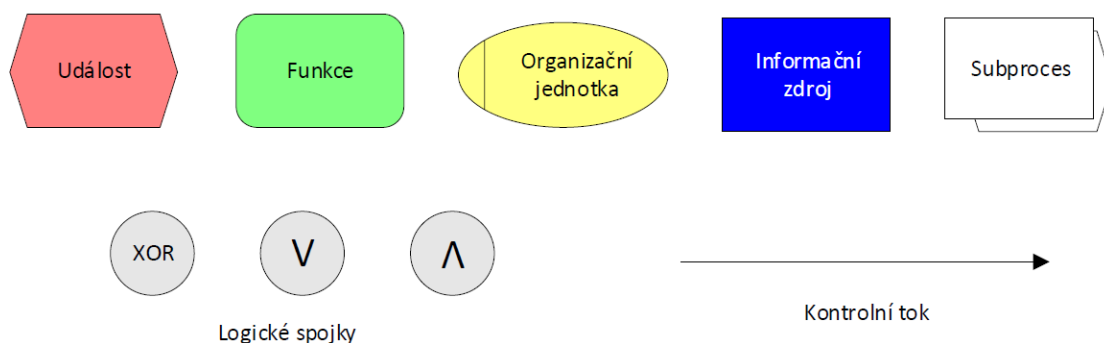 Událost
Funkce
Organizační
jednotka
Informační
zdroj
Subproces
XOR
V
Λ
Logické spojky
Kontrolní tok